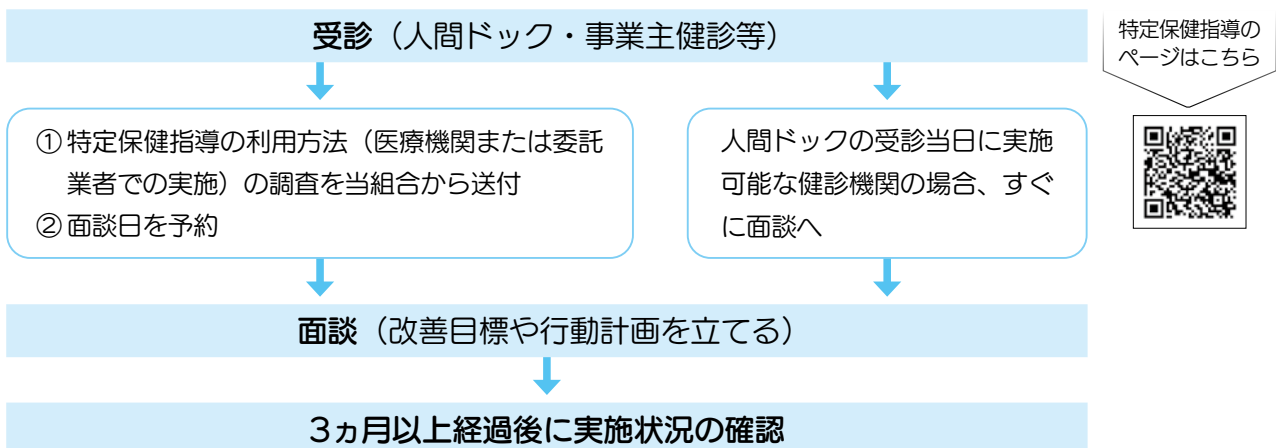 受診（人間ドック・事業主健診等）
特定保健指導の
ページはこちら
①特定保健指導の利用方法（医療機関または委託
業者での実施）の調査を当組合から送付
②面談日を予約
人間ドックの受診当日に実施
可能な健診機関の場合、すぐ
に面談へ
面談（改善目標や行動計画を立てる）
3ヵ月以上経過後に実施状況の確認